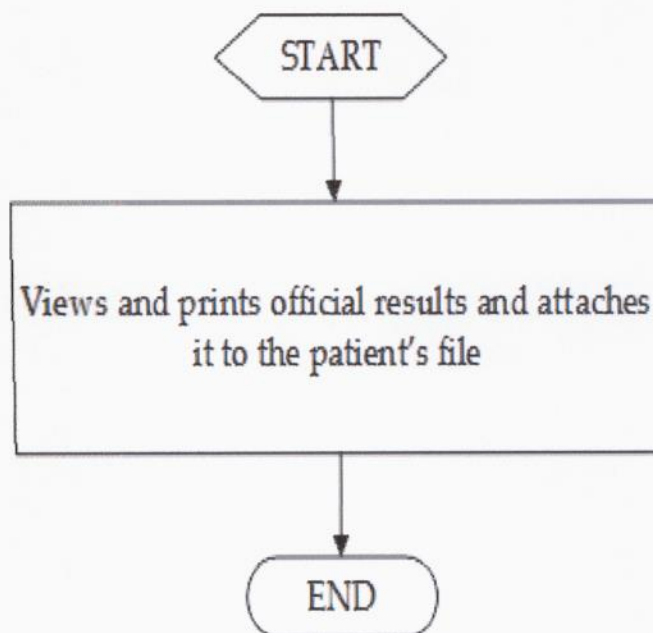 START
Views and prints official results and attaches
it to the patient's file
END